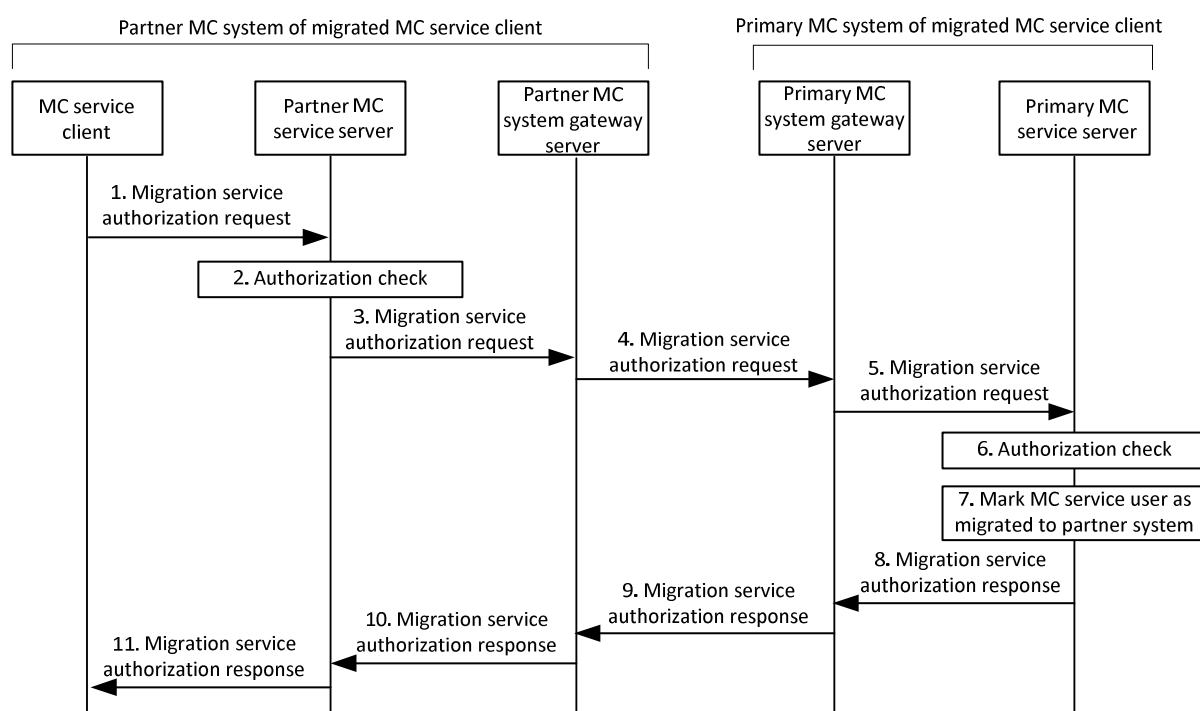 Partner MC system of migrated MC service client
Primary MC system of migrated MC service client
MC service
client
Partner MC
service server
Partner MC
system gateway
server
Primary MC
system gateway
server
Primary MC
service server
1. Migration service
authorization request
2. Authorization check
3. Migration service
authorization request
4. Migration service
authorization request
5. Migration service
authorization request
6. Authorization check
7. Mark MC service user as
migrated to partner system
8. Migration service
authorization response
9. Migration service
authorization response
10. Migration service
authorization response
11. Migration service
authorization response